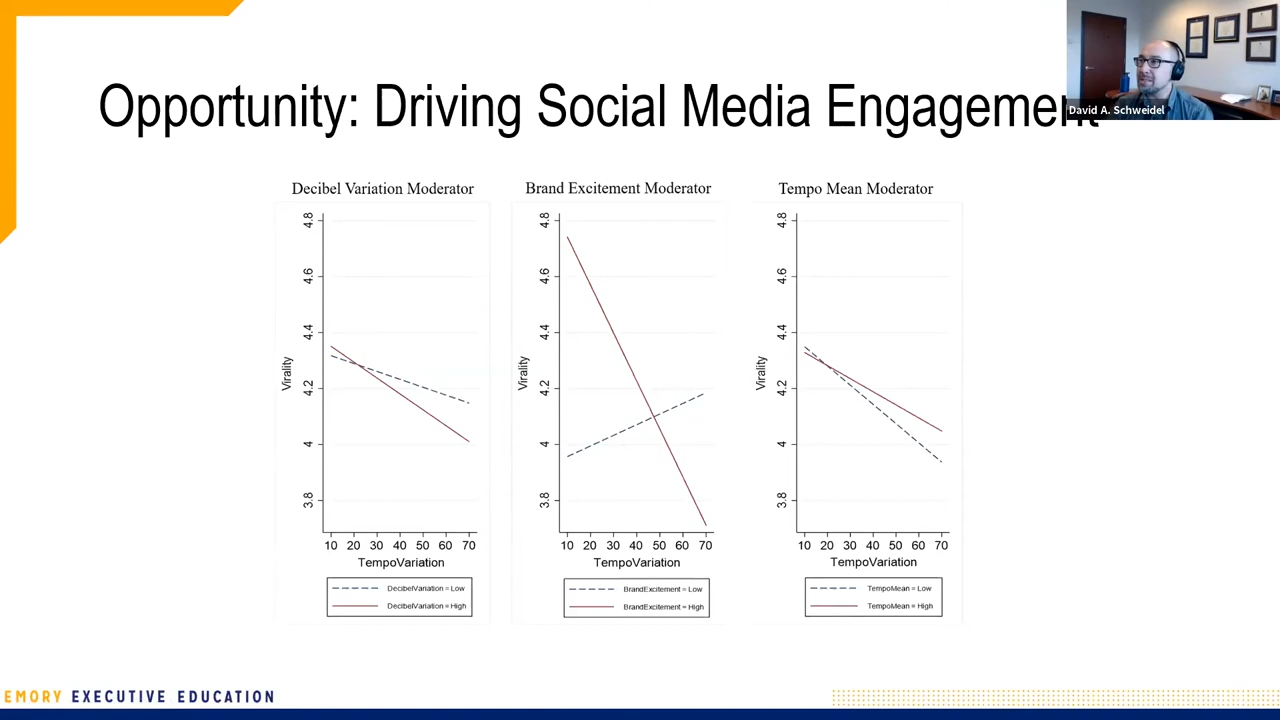 Opportunity: Driving Social Media Engagement
David A. Schweidel
Decibel Variation Moderator
4.8
4.6
4.4
4.2
4
3.8
Virality
10 20 30 40 50 60 70
TempoVariation
DecibelVariation = Low
DecibelVariation = High
Brand Excitement Moderator
4.8
4.6
4.4
4.2
4
3.8
Virality
10 20 30 40 50 60 70
TempoVariation
BrandExcitement = Low
BrandExcitement = High
Tempo Mean Moderator
4.8
4.6
4.4
4.2
4
3.8
Virality
10 20 30 40 50 60 70
TempoVariation
TempoMean = Low
TempoMean = High
EMORY EXECUTIVE EDUCATION